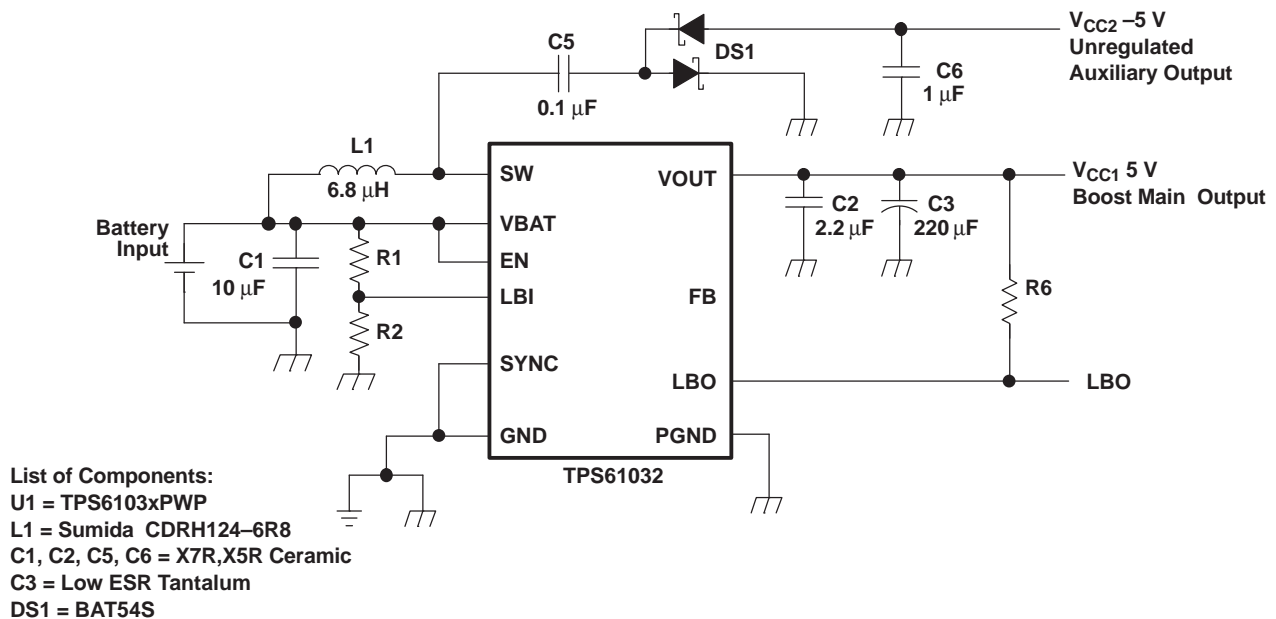 V_CC2 –5 V
Unregulated
Auxiliary Output
C5
0.1 μF
DS1
C6
1 μF
L1
6.8 μH
SW
VOUT
V_CC1 5 V
Boost Main Output
Battery
Input
C1
10 μF
VBAT
R1
EN
LBI
R2
C2
2.2 μF
C3
220 μF
FB
R6
SYNC
LBO
LBO
GND
PGND
TPS61032
List of Components:
U1 = TPS6103xPWP
L1 = Sumida CDRH124–6R8
C1, C2, C5, C6 = X7R,X5R Ceramic
C3 = Low ESR Tantalum
DS1 = BAT54S